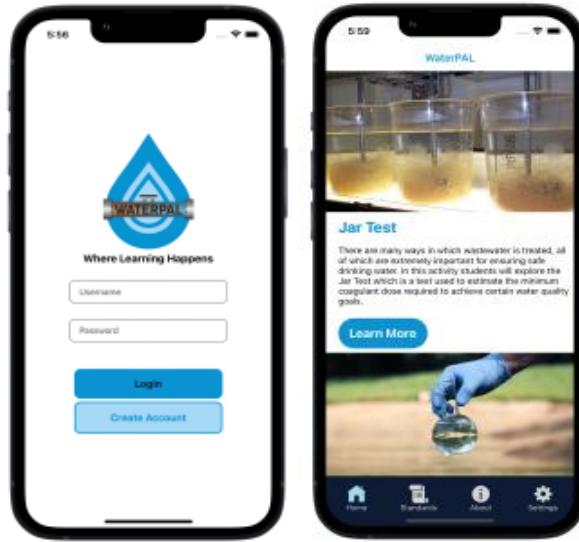 5:56
WATERPAL
Where Learning Happens
Username
Password
Login
Create Account
5:59
WaterPAL
Jar Test
There are many ways in which wastewater is treated, all
of which are extremely important for ensuring safe
drinking water. In this activity students will explore the
Jar Test which is a test used to estimate the minimum
coagulant dose required to achieve certain water quality
goals.
Learn More
Home
Standards
About
Settings